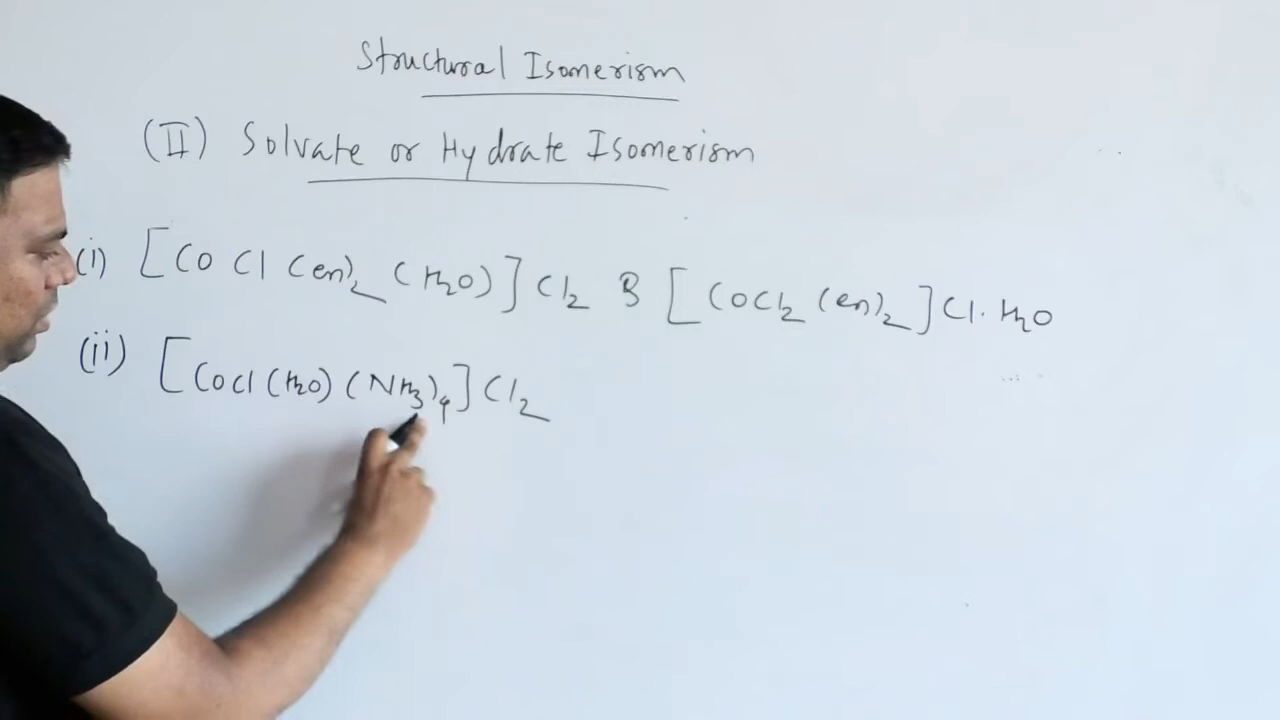 Structural Isomerism
(II) Solvate or Hydrate Isomerism
(i) [CO Cl (en)₂ (H₂O)] Cl₂ & [COCl₂ (en)₂] Cl. H₂O
(ii) [COCl (H₂O) (NH₃)₄] Cl₂